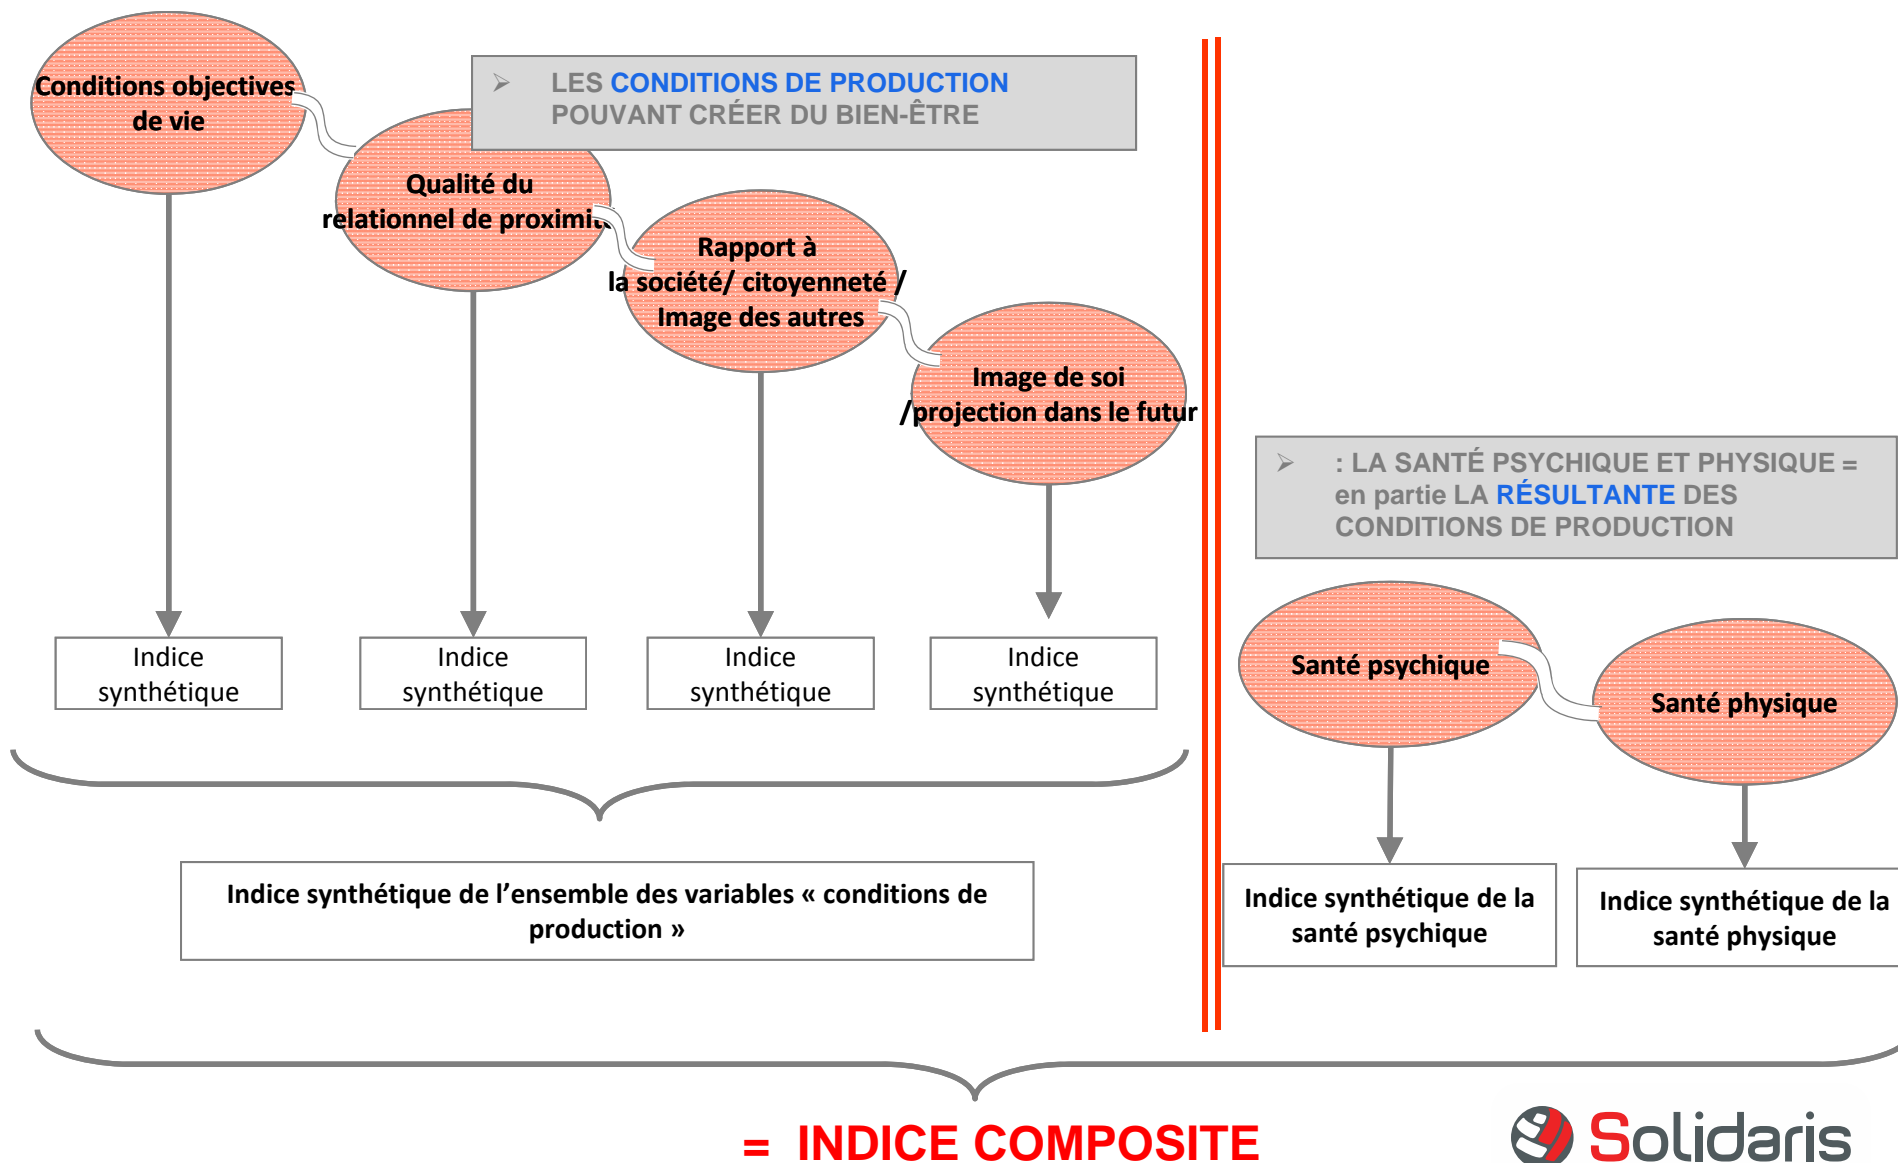 Conditions objectives
de vie
➢ LES CONDITIONS DE PRODUCTION
POUVANT CRÉER DU BIEN-ÊTRE
Qualité du
relationnel de proximité
Rapport à
la société/ citoyenneté /
Image des autres
Image de soi
/projection dans le futur
➢ : LA SANTÉ PSYCHIQUE ET PHYSIQUE =
en partie LA RÉSULTANTE DES
CONDITIONS DE PRODUCTION
Indice
synthétique
Indice
synthétique
Indice
synthétique
Indice
synthétique
Santé psychique
Santé physique
Indice synthétique de l’ensemble des variables « conditions de
production »
Indice synthétique de la
santé psychique
Indice synthétique de la
santé physique
= INDICE COMPOSITE
Solidaris